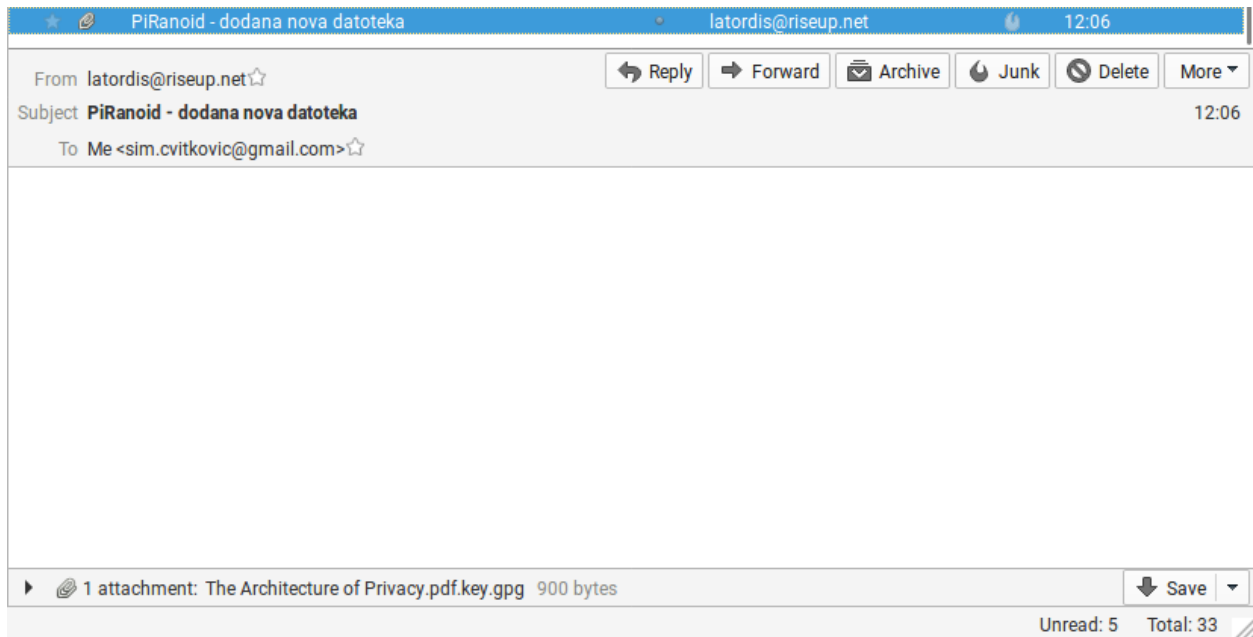 PiRanoid - dodana nova datoteka latordis@riseup.net 12:06
From latordis@riseup.net Reply Forward Archive Junk Delete More
Subject PiRanoid - dodana nova datoteka 12:06
To Me <sim.cvitkovic@gmail.com>
1 attachment: The Architecture of Privacy.pdf.key.gpg 900 bytes Save
Unread: 5 Total: 33